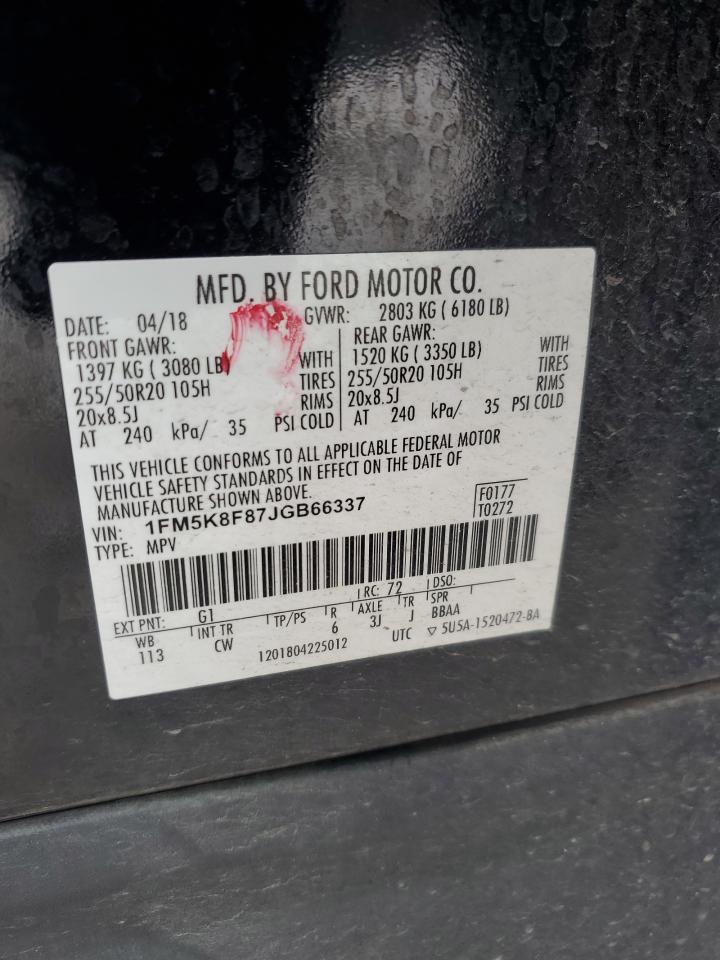 MFD. BY FORD MOTOR CO.
DATE: 04/18 GVWR: 2803 KG ( 6180 LB)
FRONT GAWR: REAR GAWR:
1397 KG ( 3080 LB) WITH 1520 KG ( 3350 LB) WITH
255/50R20 105H TIRES 255/50R20 105H TIRES
20x8.5J RIMS 20x8.5J RIMS
AT 240 kPa/ 35 PSI COLD AT 240 kPa/ 35 PSI COLD
THIS VEHICLE CONFORMS TO ALL APPLICABLE FEDERAL MOTOR
VEHICLE SAFETY STANDARDS IN EFFECT ON THE DATE OF
MANUFACTURE SHOWN ABOVE.
VIN: 1FM5K8F87JGB66337 F0177
TYPE: MPV T0272
EXT PNT: G1 RC: 72 DSO:
WB INT TR TP/PS R AXLE TR SPR
113 CW 6 3J J BBAA
1201804225012 UTC ▽ 5U5A-1520472-BA